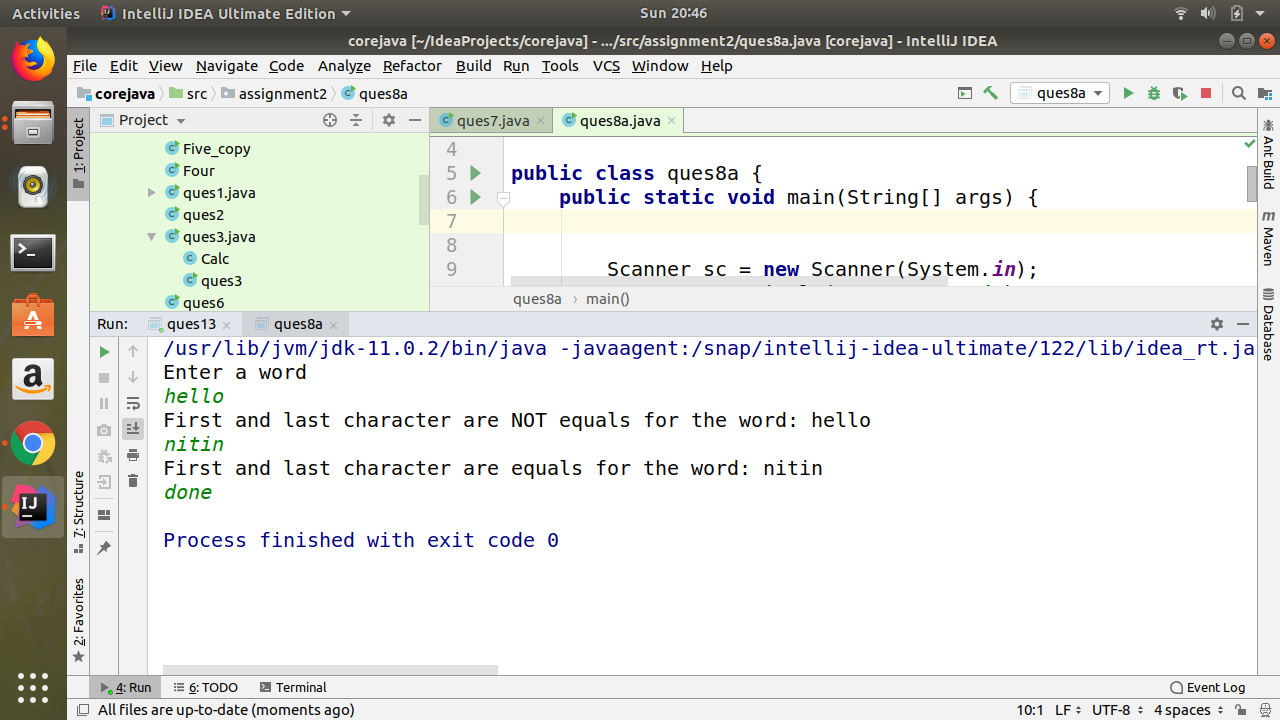 Activities IntelliJ IDEA Ultimate Edition Sun 20:46
corejava [~/IdeaProjects/corejava] - .../src/assignment2/ques8a.java [corejava] - IntelliJ IDEA
File Edit View Navigate Code Analyze Refactor Build Run Tools VCS Window Help
corejava src assignment2 ques8a ques8a
1: Project
Project
Five_copy
Four
ques1.java
ques2
ques3.java
Calc
ques3
ques6
ques7.java ques8a.java
4
5 public class ques8a {
6 public static void main(String[] args) {
7
8
9 Scanner sc = new Scanner(System.in);
ques8a › main()
Ant Build
Maven
Database
Run: ques13 ques8a
/usr/lib/jvm/jdk-11.0.2/bin/java -javaagent:/snap/intellij-idea-ultimate/122/lib/idea_rt.ja
Enter a word
hello
First and last character are NOT equals for the word: hello
nitin
First and last character are equals for the word: nitin
done
Process finished with exit code 0
7: Structure
2: Favorites
4: Run 6: TODO Terminal Event Log
All files are up-to-date (moments ago) 10:1 LF UTF-8 4 spaces